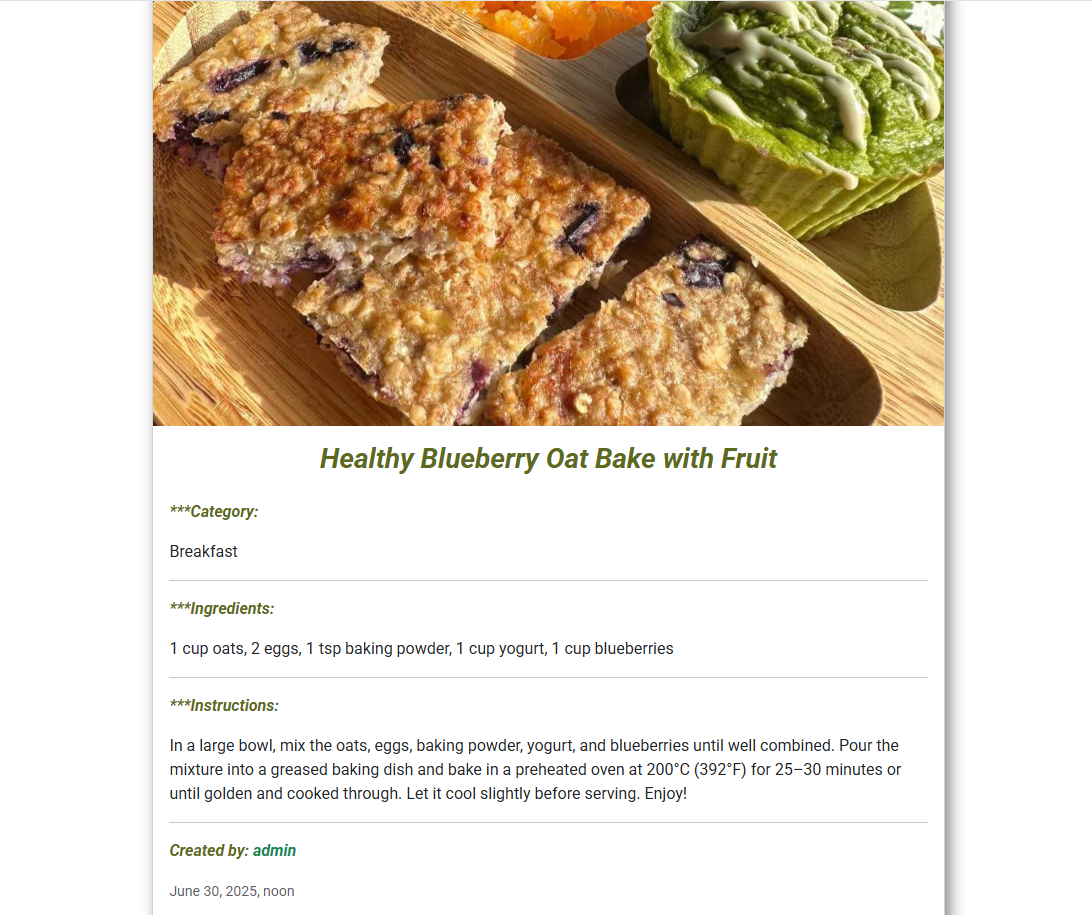 Healthy Blueberry Oat Bake with Fruit
***Category:
Breakfast
***Ingredients:
1 cup oats, 2 eggs, 1 tsp baking powder, 1 cup yogurt, 1 cup blueberries
***Instructions:
In a large bowl, mix the oats, eggs, baking powder, yogurt, and blueberries until well combined. Pour the
mixture into a greased baking dish and bake in a preheated oven at 200°C (392°F) for 25–30 minutes or
until golden and cooked through. Let it cool slightly before serving. Enjoy!
Created by: admin
June 30, 2025, noon